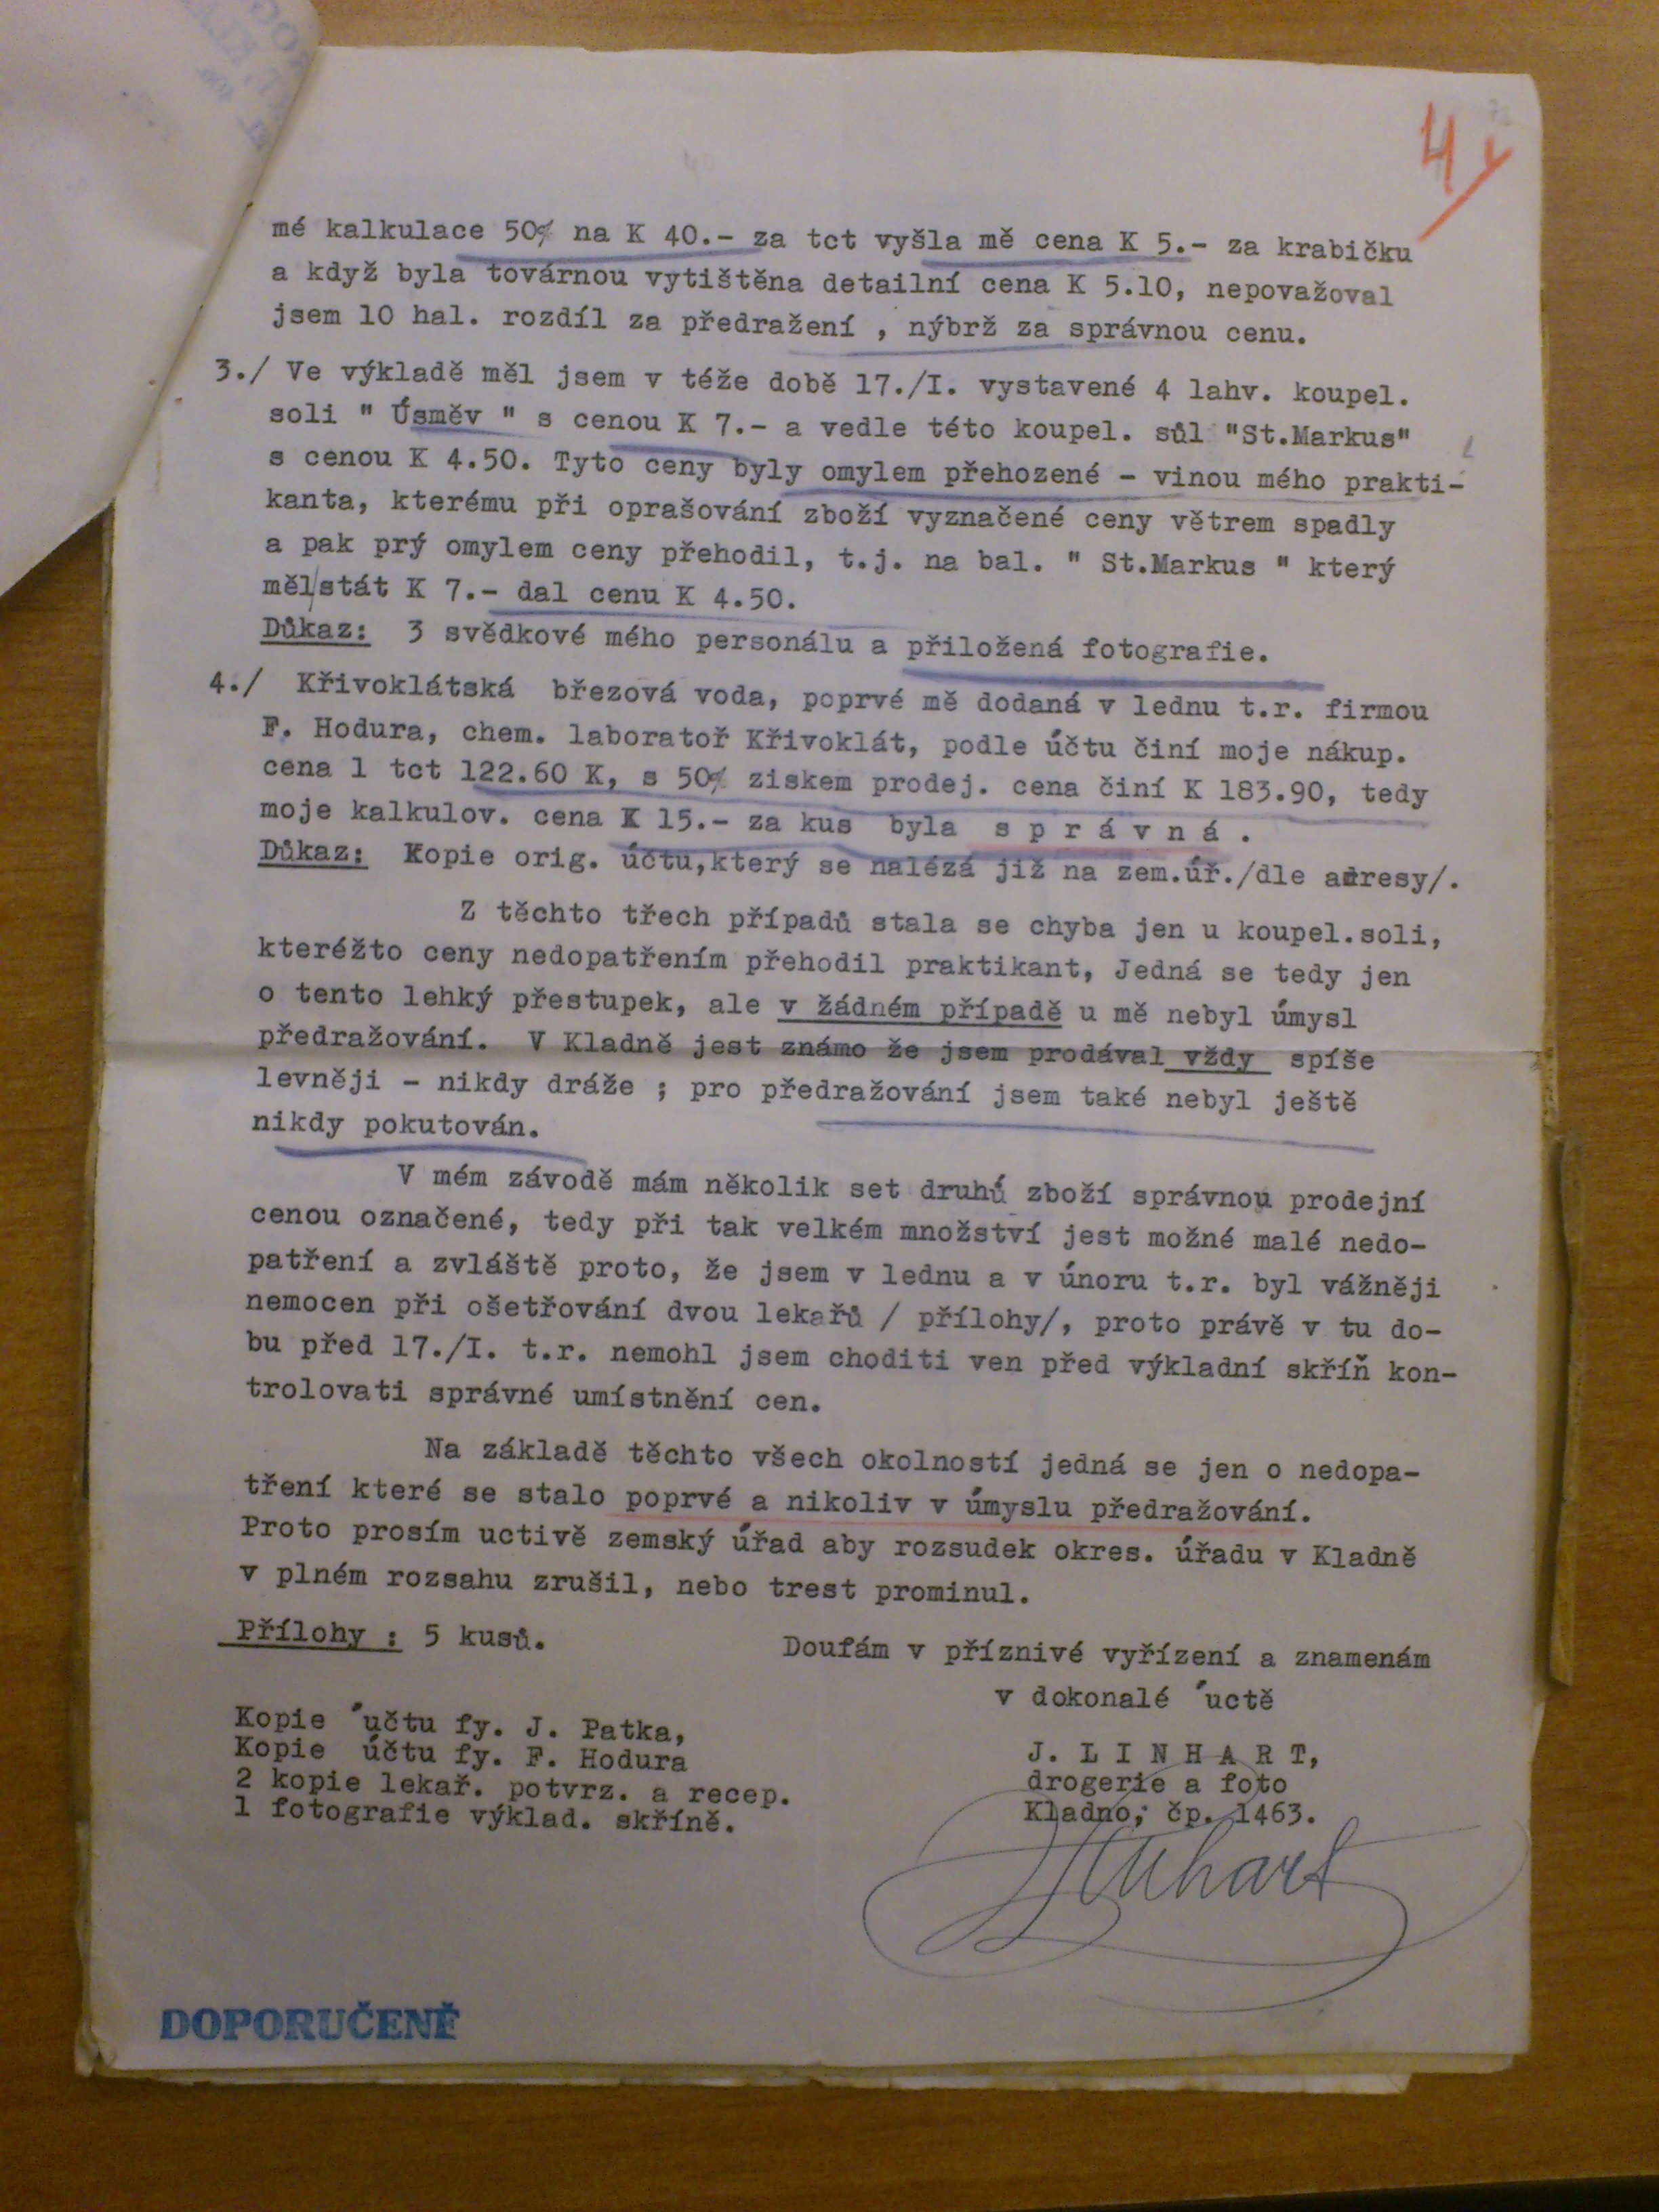 4
mé kalkulace 50% na K 40.- za tct vyšla mě cena K 5.- za krabičku
a když byla továrnou vytištěna detailní cena K 5.10, nepovažoval
jsem 10 hal. rozdíl za předražení , nýbrž za správnou cenu.
3./ Ve výkladě měl jsem v téže době 17./I. vystavené 4 lahv. koupel.
soli " Úsměv " s cenou K 7.- a vedle této koupel. sůl "St.Markus"
s cenou K 4.50. Tyto ceny byly omylem přehozené - vinou mého prakti-
kanta, kterému při oprašování zboží vyznačené ceny větrem spadly
a pak prý omylem ceny přehodil, t.j. na bal. " St.Markus " který
měl/stát K 7.- dal cenu K 4.50.
Důkaz: 3 svědkové mého personálu a přiložená fotografie.
4./ Křivoklátská březová voda, poprvé mě dodaná v lednu t.r. firmou
F. Hodura, chem. laboratoř Křivoklát, podle účtu činí moje nákup.
cena 1 tct 122.60 K, s 50% ziskem prodej. cena činí K 183.90, tedy
moje kalkulov. cena K 15.- za kus byla s p r á v n á .
Důkaz: Kopie orig. účtu,který se nalézá již na zem.úř./dle adresy/.
Z těchto třech případů stala se chyba jen u koupel.soli,
kteréžto ceny nedopatřením přehodil praktikant, Jedná se tedy jen
o tento lehký přestupek, ale v žádném případě u mě nebyl úmysl
předražování. V Kladně jest známo že jsem prodával vždy spíše
levněji - nikdy dráže ; pro předražování jsem také nebyl ještě
nikdy pokutován.
V mém závodě mám několik set druhů zboží správnou prodejní
cenou označené, tedy při tak velkém množství jest možné malé nedo-
patření a zvláště proto, že jsem v lednu a v únoru t.r. byl vážněji
nemocen při ošetřování dvou lekařů / přílohy/, proto právě v tu do-
bu před 17./I. t.r. nemohl jsem choditi ven před výkladní skříň kon-
trolovati správné umístnění cen.
Na základě těchto všech okolností jedná se jen o nedopa-
tření které se stalo poprvé a nikoliv v úmyslu předražování.
Proto prosím uctivě zemský úřad aby rozsudek okres. úřadu v Kladně
v plném rozsahu zrušil, nebo trest prominul.
Přílohy : 5 kusů.
Doufám v příznivé vyřízení a znamenám
v dokonalé úctě
Kopie účtu fy. J. Patka,
Kopie účtu fy. F. Hodura
2 kopie lekař. potvrz. a recep.
1 fotografie výklad. skříně.
J. L I N H A R T,
drogerie a foto
Kladno, čp. 1463.
Linhart
DOPORUČENĚ